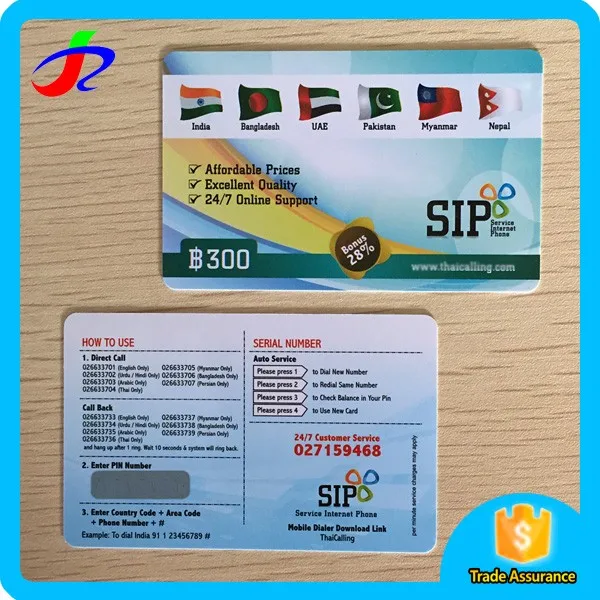 India Bangladesh UAE Pakistan Myanmar Nepal
Affordable Prices
Excellent Quality
24/7 Online Support
SIP
Service
Internet
Phone
Bonus
28%
฿300
www.thaicalling.com
HOW TO USE
1. Direct Call
026633701 (English Only) 026633705 (Myanmar Only)
026633702 (Urdu / Hindi Only) 026633706 (Bangladesh Only)
026633703 (Arabic Only) 026633707 (Persian Only)
026633704 (Thai Only)
Call Back
026633733 (English Only) 026633737 (Myanmar Only)
026633734 (Urdu / Hindi Only) 026633738 (Bangladesh Only)
026633735 (Arabic Only) 026633739 (Persian Only)
026633736 (Thai Only)
and hang up after 1 ring. Wait 10 seconds & system will ring back.
2. Enter PIN Number
3. Enter Country Code + Area Code
+ Phone Number + #
Example: To dial India 91 1 23456789 #
SERIAL NUMBER
Auto Service
Please press 1 to Dial New Number
Please press 2 to Redial Same Number
Please press 3 to Check Balance in Your Pin
Please press 4 to Use New Card
24/7 Customer Service
027159468
SIP
Service Internet Phone
Mobile Dialer Download Link
ThaiCalling
per minute service charges may apply
S
Trade Assurance